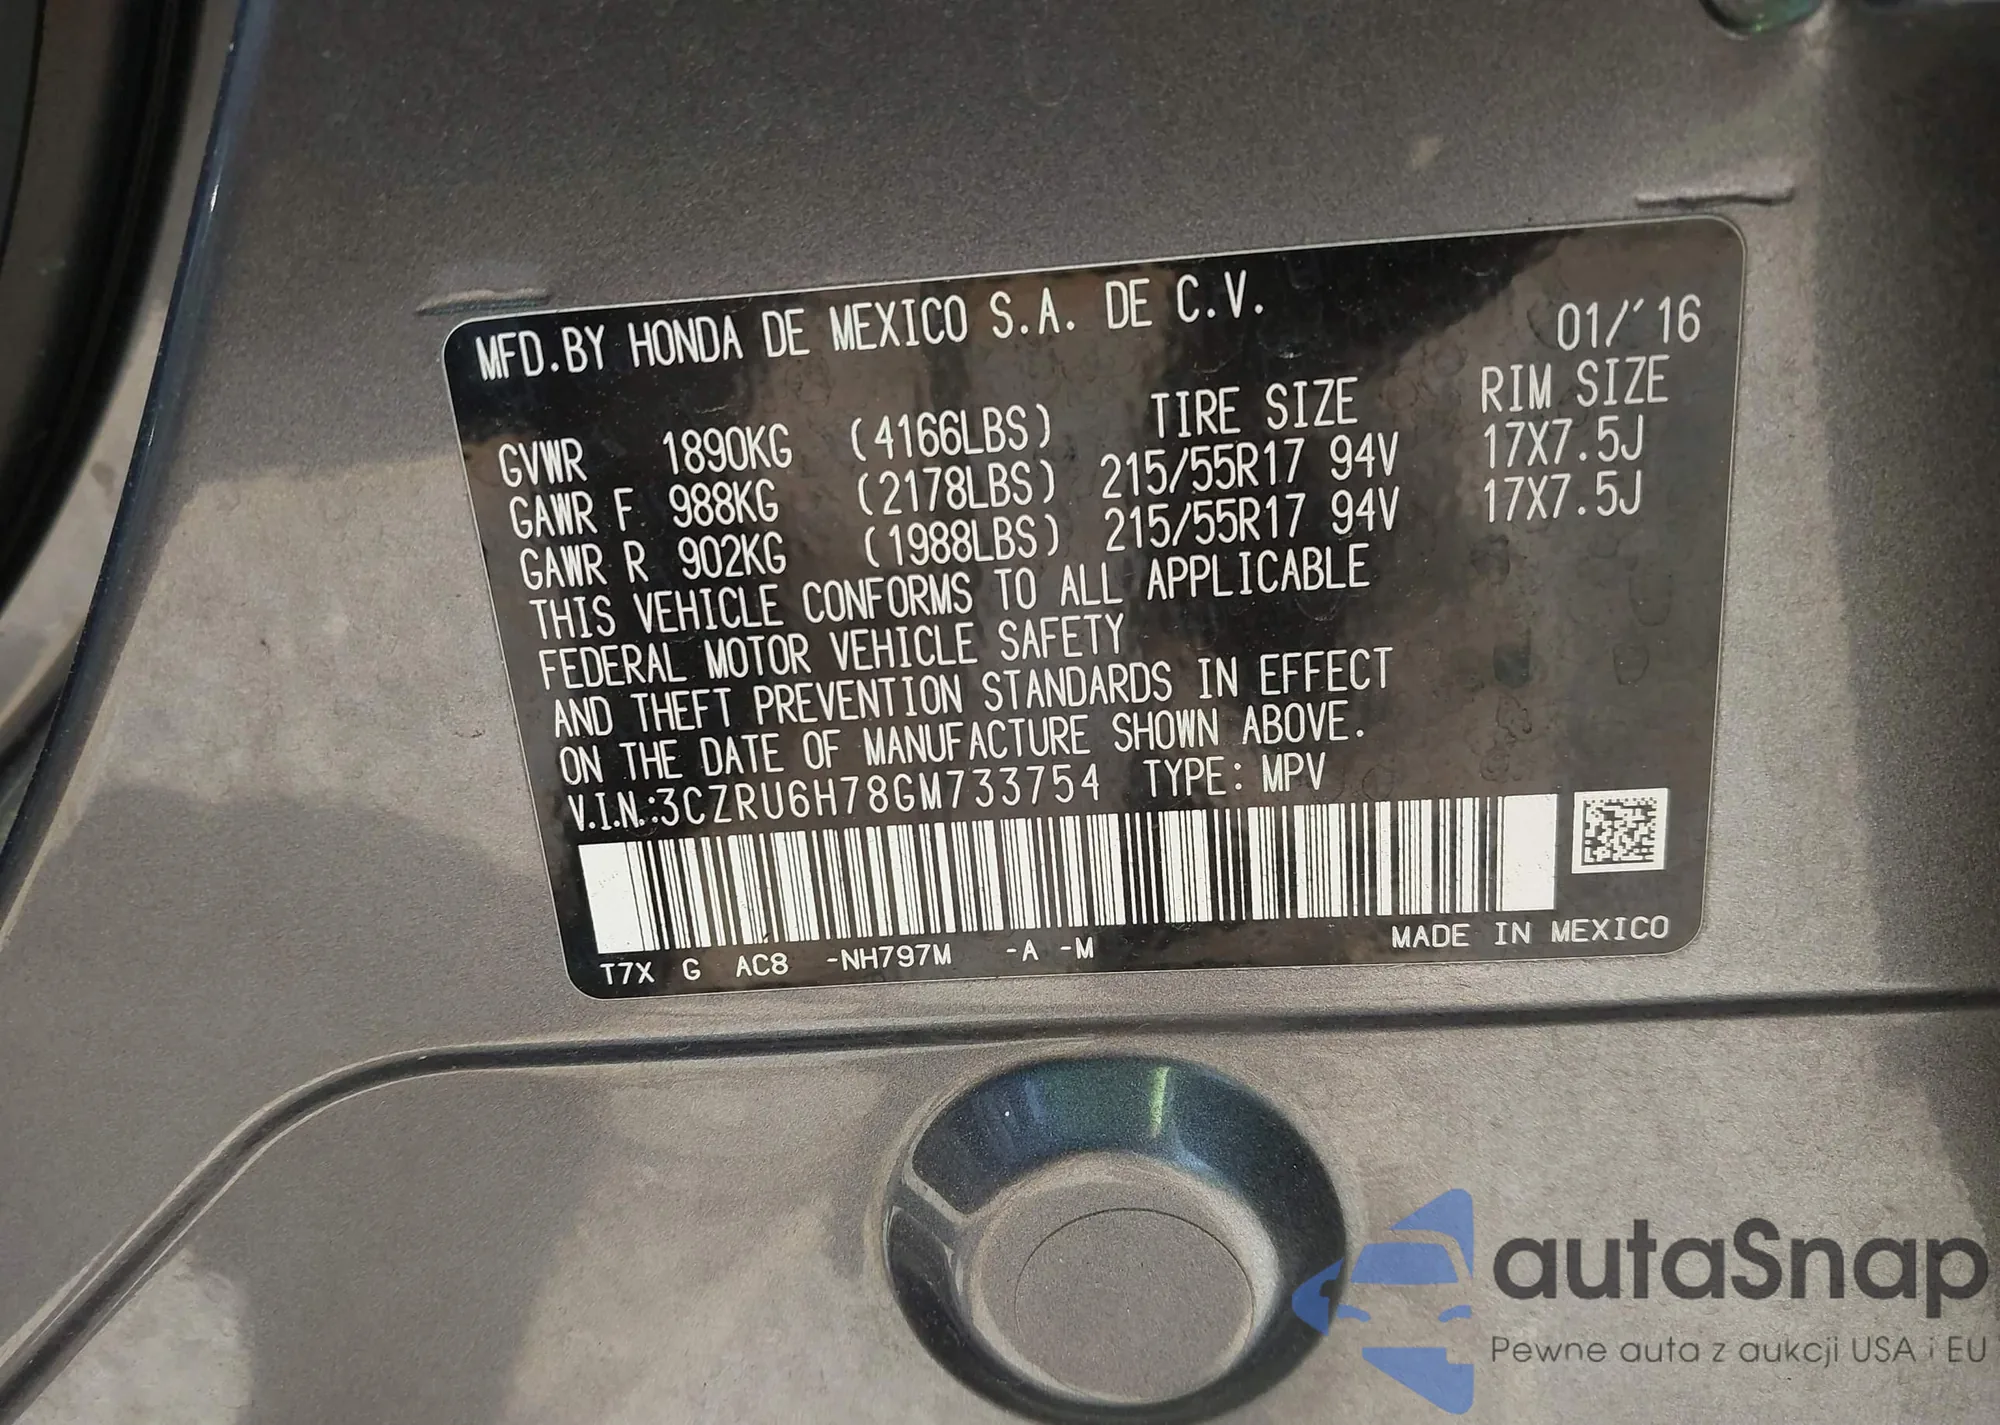 MFD.BY HONDA DE MEXICO S.A. DE C.V.
01/'16
TIRE SIZE RIM SIZE
GVWR 1890KG (4166LBS)
GAWR F 988KG (2178LBS) 215/55R17 94V 17X7.5J
GAWR R 902KG (1988LBS) 215/55R17 94V 17X7.5J
THIS VEHICLE CONFORMS TO ALL APPLICABLE
FEDERAL MOTOR VEHICLE SAFETY
AND THEFT PREVENTION STANDARDS IN EFFECT
ON THE DATE OF MANUFACTURE SHOWN ABOVE.
V.I.N.:3CZRU6H78GM733754 TYPE: MPV
T7X G AC8 -NH797M -A -M MADE IN MEXICO
autaSnap
Pewne auta z aukcji USA i EU